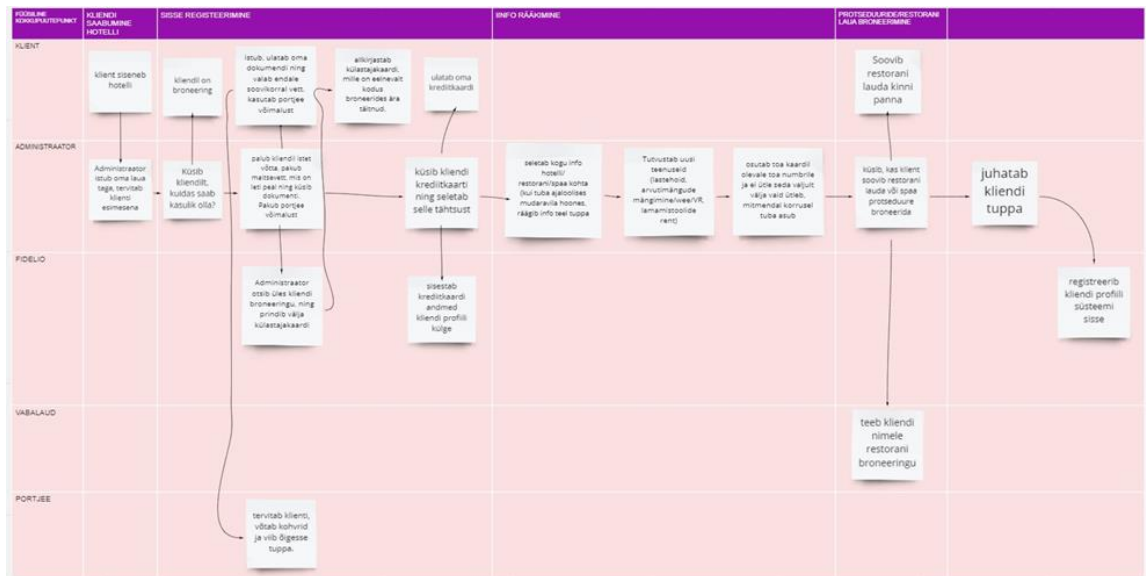 FÜÜSILINE
KOKKUPUUTEPUNKT
KLIENDI
SAABUMINE
HOTELLI
SISSE REGISTEERIMINE
IINFO RÄÄKIMINE
PROTSEDUURIDE/RESTORANI
LAUA BRONEERIMINE
KLIENT
klient siseneb
hotelli
kliendil on
broneering
Istub, ulatab oma
dokumendi ning
valab endale
soovikorral vett,
kasutab portjee
võimalust
allkirjastab
külastajakaardi,
mille on eelnevalt
kodus
broneerides ära
täitnud.
ulatab oma
krediitkaardi
Soovib
restorani
lauda kinni
panna
ADMINISTRAATOR
Administraator
istub oma laua
taga, tervitab
klienti
esimesena
Küsib
kliendilt,
kuidas saab
kasulik olla?
palub kliendil istet
võtta, pakub
maitsevett, mis on
leti peal ning küsib
dokumendi.
Pakub portjee
võimalust
küsib kliendi
krediitkaarti
ning seletab
selle tähtsust
seletab kogu info
hotelli/
restorani/spaa kohta
(kui tuba ajaloolises
mudaravila hoones,
räägib info teel tuppa
Tutvustab uusi
teenuseid
(lastehoid,
arvutimängude
mängimine/wee/VR,
lamamistoolide
rent)
osutab toa kaardil
olevale toa numbrile
ja ei ütle seda valjult
välja vaid ütleb,
mitmendal korrusel
tuba asub
küsib, kas klient
soovib restorani
lauda või spaa
protseduure
broneerida
juhatab
kliendi
tuppa
FIDELIO
Administraator
otsib üles kliendi
broneeringu, ning
prindib välja
külastajakaardi
sisestab
krediitkaardi
andmed
kliendi profiili
külge
registreerib
kliendi profiili
süsteemi
sisse
VABALAUD
teeb kliendi
nimele
restorani
broneeringu
PORTJEE
tervitab klienti,
võtab kohvrid
ja viib õigesse
tuppa.